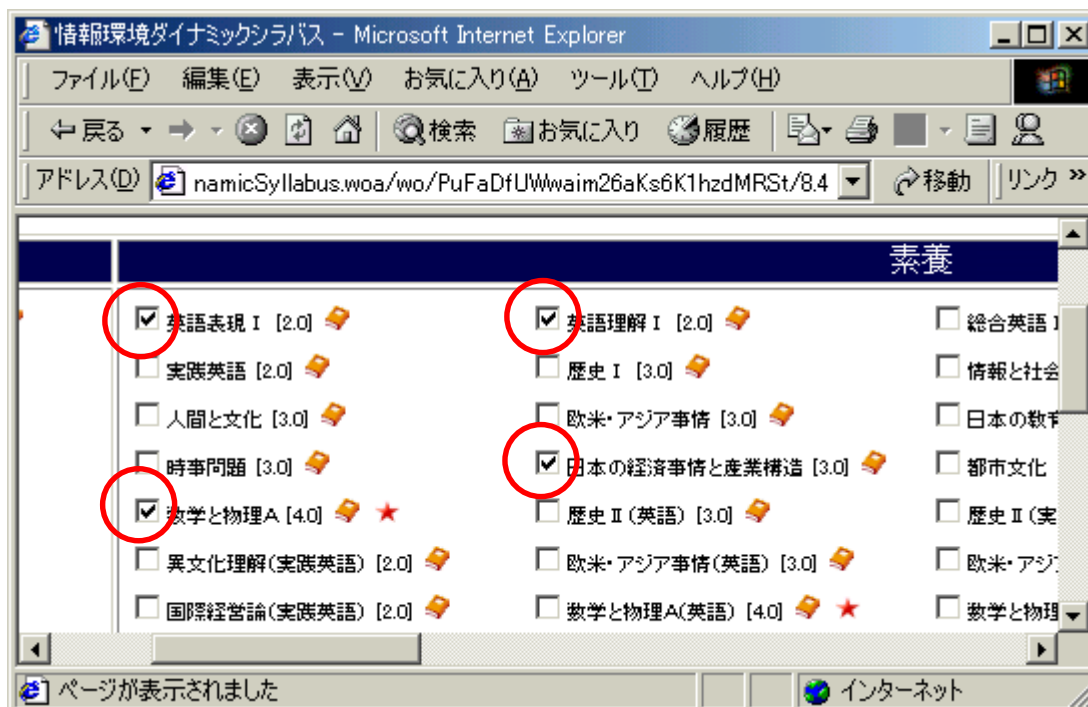 情報環境ダイナミックシラバス - Microsoft Internet Explorer
ファイル(F) 編集(E) 表示(V) お気に入り(A) ツール(T) ヘルプ(H)
戻る 検索 お気に入り 履歴
アドレス(D) namicSyllabus.woa/wo/PuFaDfUWwaim26aKs6K1hzdMRSt/8.4 移動 リンク »
素養
英語表現 I [2.0] 英語理解 I [2.0] 総合英語 I
実践英語 [2.0] 歴史 I [3.0] 情報と社会
人間と文化 [3.0] 欧米・アジア事情 [3.0] 日本の教育
時事問題 [3.0] 日本の経済事情と産業構造 [3.0] 都市文化
数学と物理A [4.0] ★ 歴史 II (英語) [3.0] 歴史 II (実
異文化理解(実践英語) [2.0] 欧米・アジア事情(英語) [3.0] 欧米・アジ
国際経営論(実践英語) [2.0] 数学と物理A(英語) [4.0] ★ 数学と物理
ページが表示されました インターネット